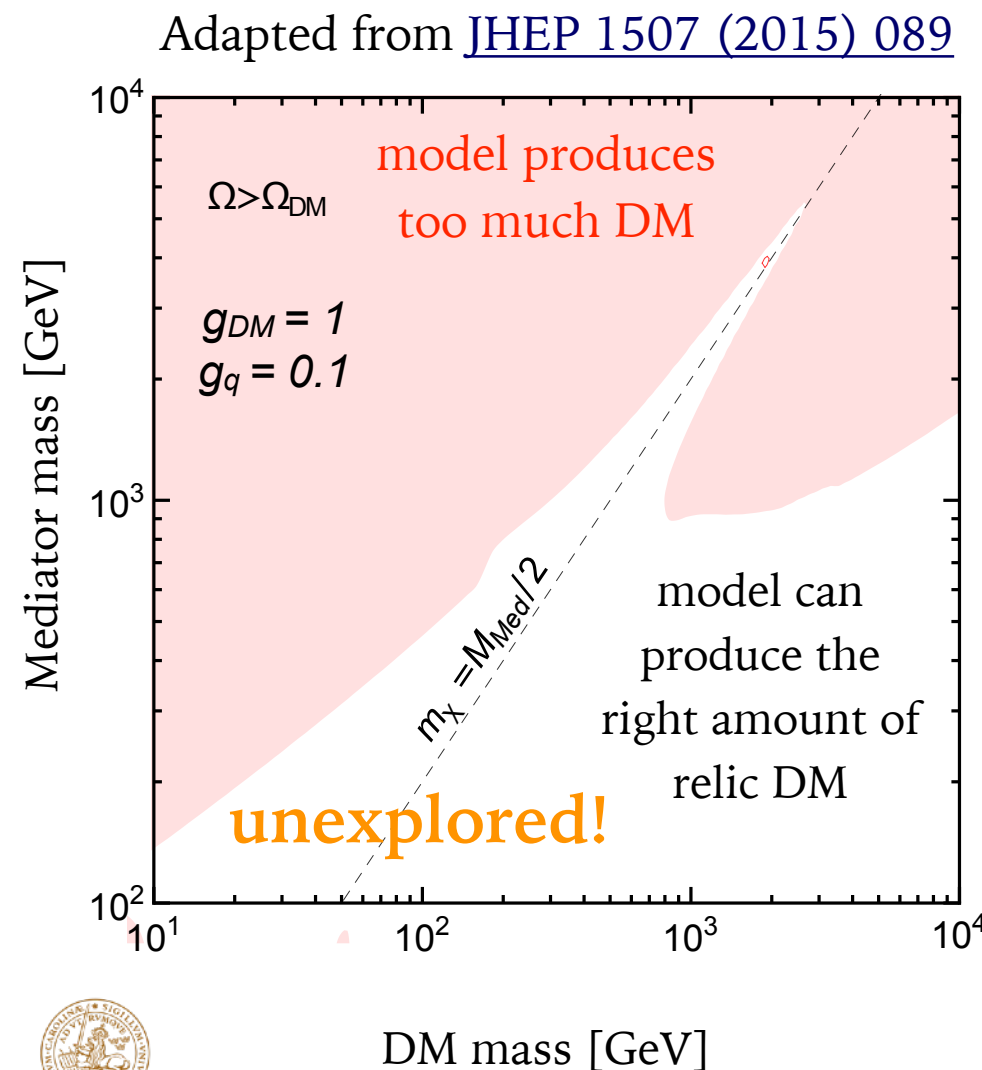 Adapted from JHEP 1507 (2015) 089
10⁴
model produces
too much DM
Ω>Ω_DM
g_DM = 1
g_q = 0.1
Mediator mass [GeV]
10³
m_χ =M_Med/2
model can
produce the
right amount of
relic DM
unexplored!
10²
10¹ 10² 10³ 10⁴
DM mass [GeV]